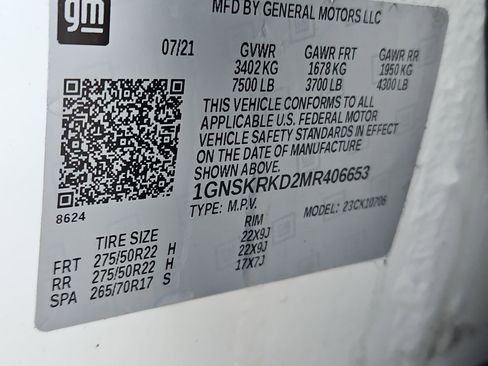 gm
MFD BY GENERAL MOTORS LLC
07/21 GVWR GAWR FRT GAWR RR
3402 KG 1678 KG 1950 KG
7500 LB 3700 LB 4300 LB
THIS VEHICLE CONFORMS TO ALL
APPLICABLE U.S. FEDERAL MOTOR
VEHICLE SAFETY STANDARDS IN EFFECT
ON THE DATE OF MANUFACTURE
SHOWN ABOVE.
1GNSKRKD2MR406653
8624
TYPE: M.P.V. MODEL: 23CK10706
TIRE SIZE RIM
FRT 275/50R22 H 22X9J
RR 275/50R22 H 22X9J
SPA 265/70R17 S 17X7J